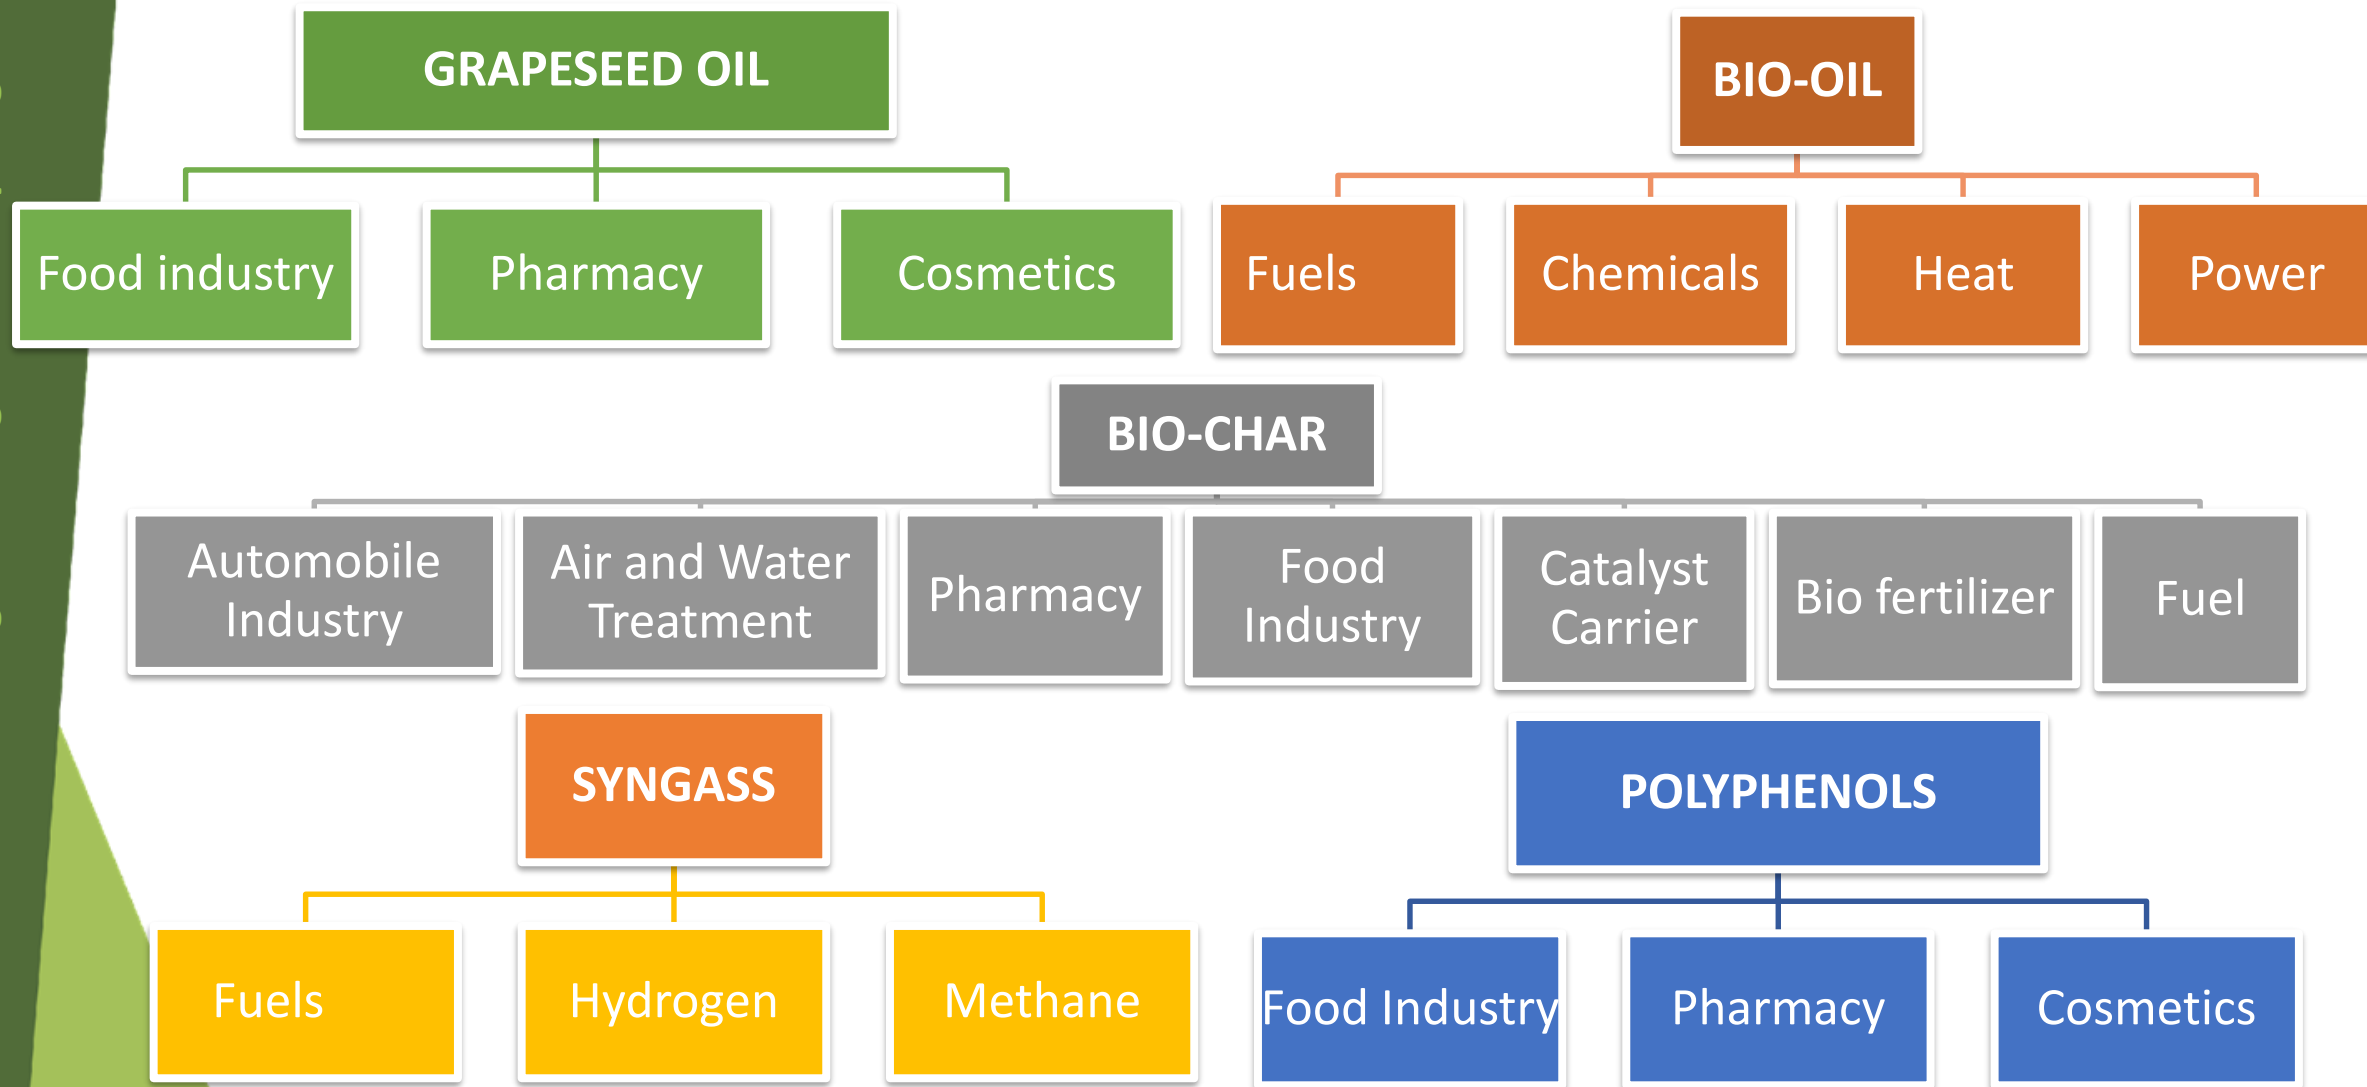 GRAPESEED OIL
Food industry
Pharmacy
Cosmetics
BIO-OIL
Fuels
Chemicals
Heat
Power
BIO-CHAR
Automobile
Industry
Air and Water
Treatment
Pharmacy
Food
Industry
Catalyst
Carrier
Bio fertilizer
Fuel
SYNGASS
Fuels
Hydrogen
Methane
POLYPHENOLS
Food Industry
Pharmacy
Cosmetics